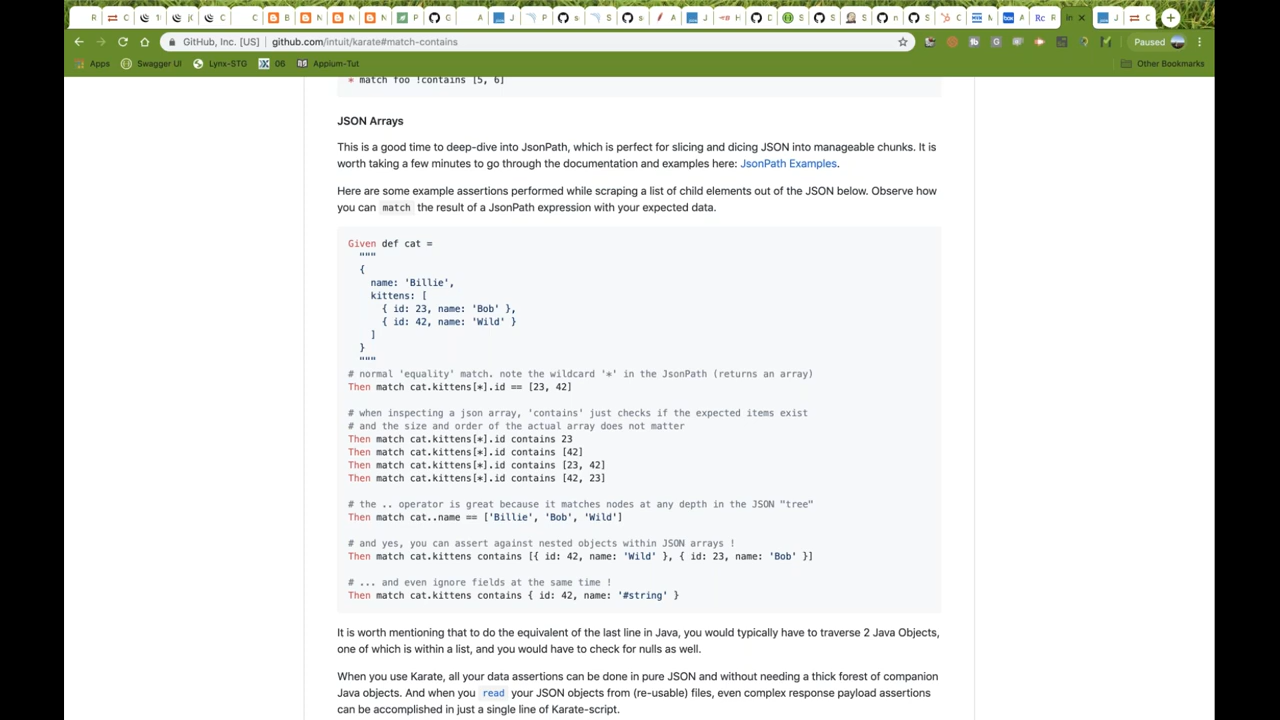 GitHub, Inc. [US] | github.com/intuit/karate#match-contains
Paused
Apps Swagger UI Lynx-STG 06 Appium-Tut Other Bookmarks
* match foo !contains [5, 6]
JSON Arrays
This is a good time to deep-dive into JsonPath, which is perfect for slicing and dicing JSON into manageable chunks. It is
worth taking a few minutes to go through the documentation and examples here: JsonPath Examples.
Here are some example assertions performed while scraping a list of child elements out of the JSON below. Observe how
you can match the result of a JsonPath expression with your expected data.
Given def cat =
"""
{
name: 'Billie',
kittens: [
{ id: 23, name: 'Bob' },
{ id: 42, name: 'Wild' }
]
}
"""
# normal 'equality' match. note the wildcard '*' in the JsonPath (returns an array)
Then match cat.kittens[*].id == [23, 42]
# when inspecting a json array, 'contains' just checks if the expected items exist
# and the size and order of the actual array does not matter
Then match cat.kittens[*].id contains 23
Then match cat.kittens[*].id contains [42]
Then match cat.kittens[*].id contains [23, 42]
Then match cat.kittens[*].id contains [42, 23]
# the .. operator is great because it matches nodes at any depth in the JSON "tree"
Then match cat..name == ['Billie', 'Bob', 'Wild']
# and yes, you can assert against nested objects within JSON arrays !
Then match cat.kittens contains [{ id: 42, name: 'Wild' }, { id: 23, name: 'Bob' }]
# ... and even ignore fields at the same time !
Then match cat.kittens contains { id: 42, name: '#string' }
It is worth mentioning that to do the equivalent of the last line in Java, you would typically have to traverse 2 Java Objects,
one of which is within a list, and you would have to check for nulls as well.
When you use Karate, all your data assertions can be done in pure JSON and without needing a thick forest of companion
Java objects. And when you read your JSON objects from (re-usable) files, even complex response payload assertions
can be accomplished in just a single line of Karate-script.